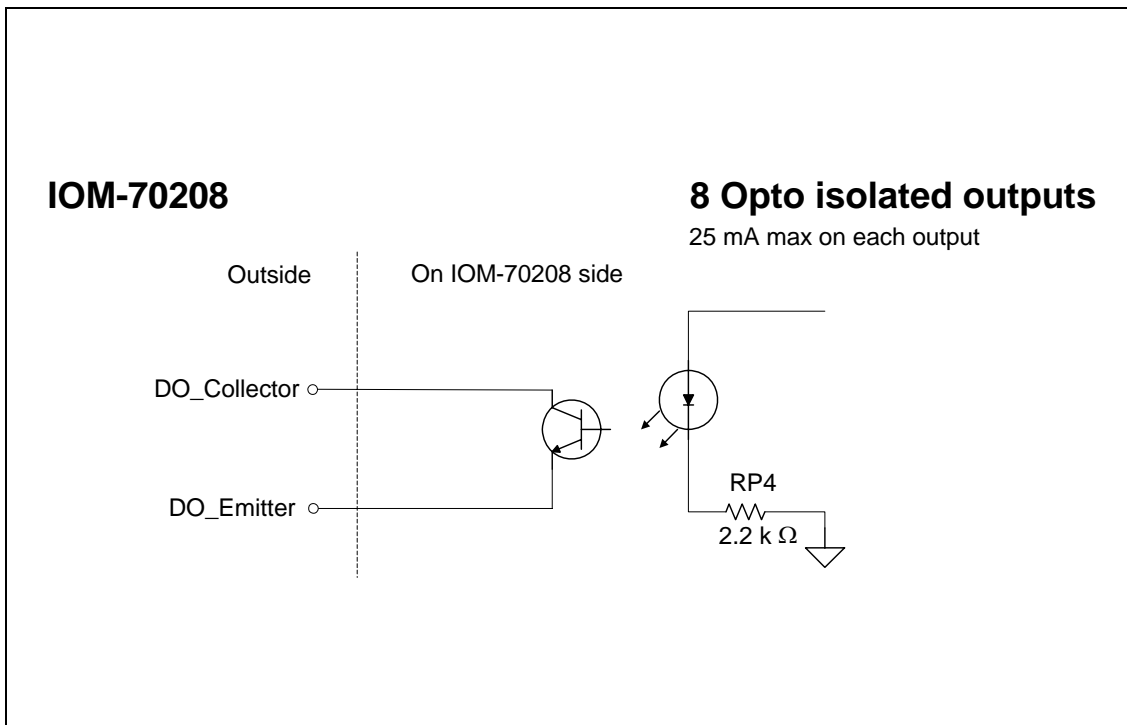 IOM-70208
8 Opto isolated outputs
25 mA max on each output
Outside
On IOM-70208 side
DO_Collector
DO_Emitter
RP4
2.2 k Ω